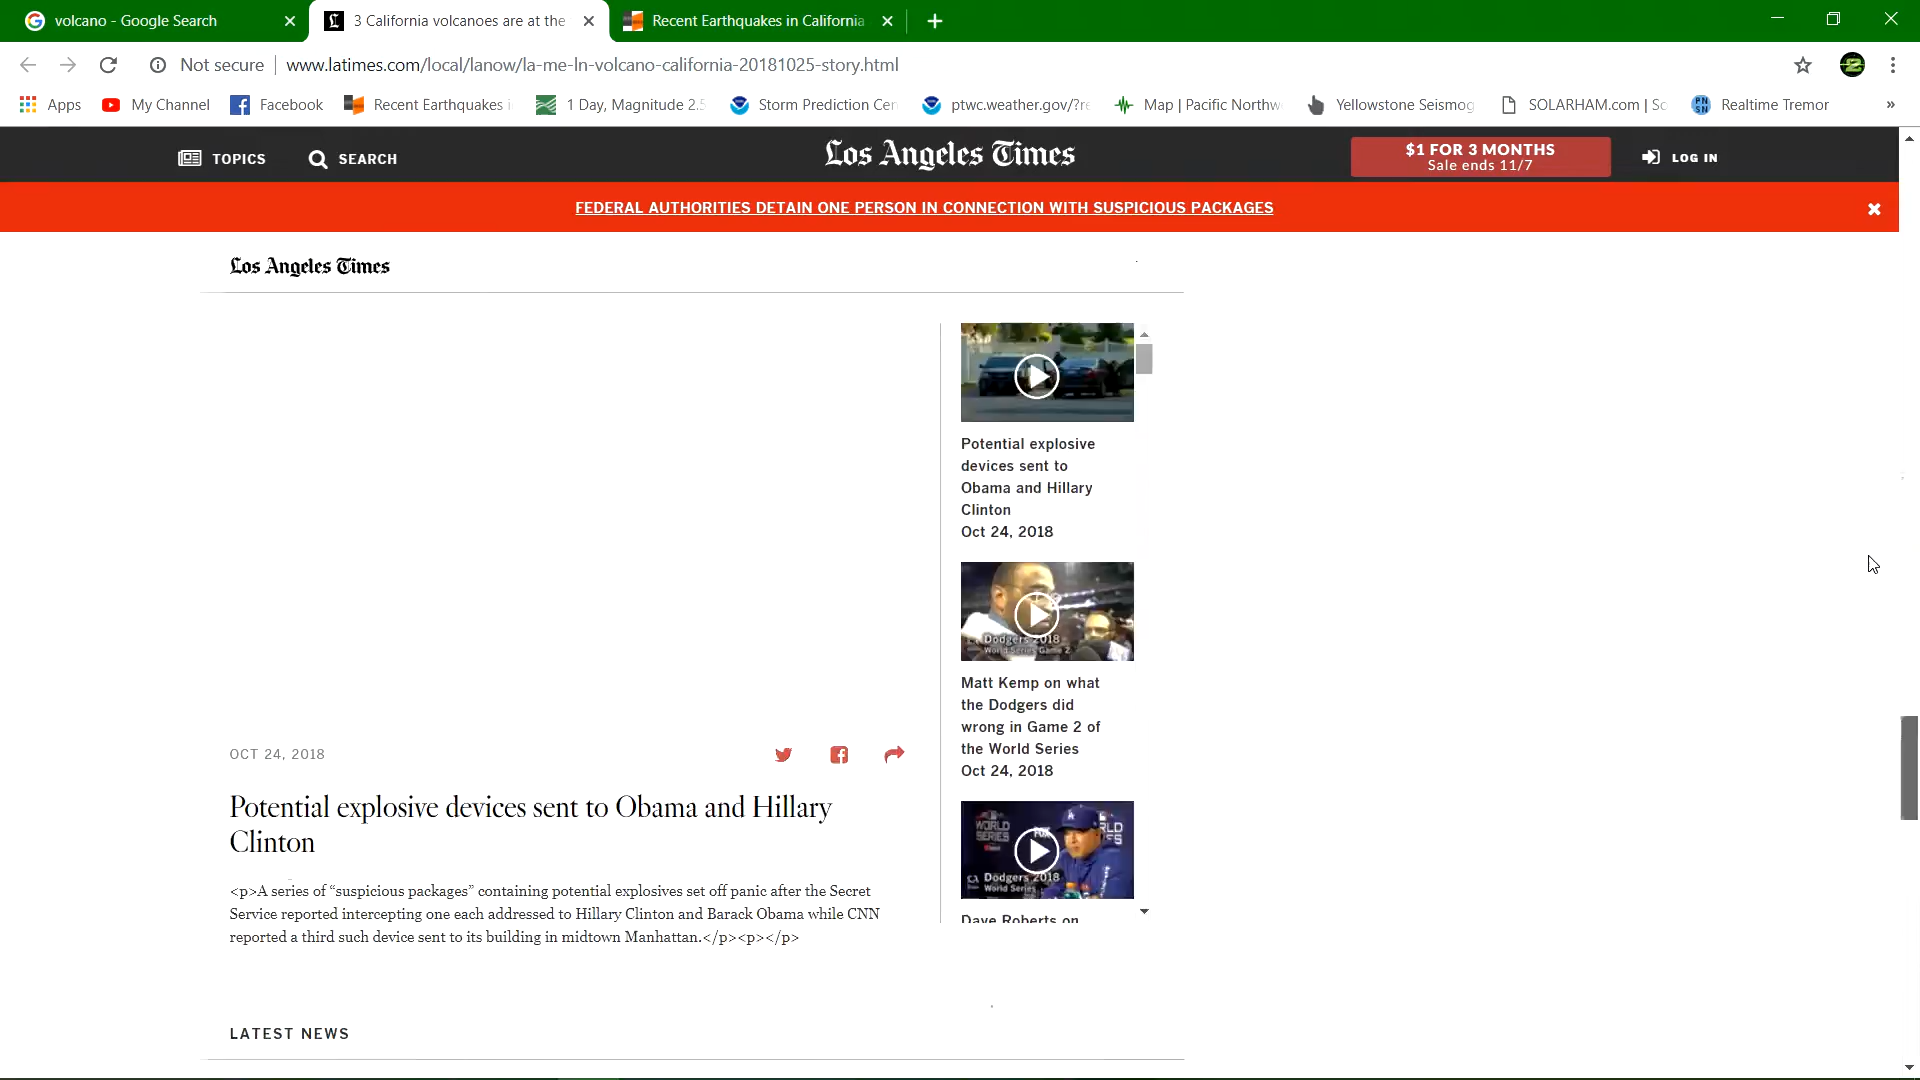 volcano - Google Search
3 California volcanoes are at the
Recent Earthquakes in California
Not secure
www.latimes.com/local/lanow/la-me-ln-volcano-california-20181025-story.html
Apps
My Channel
Facebook
Recent Earthquakes i
1 Day, Magnitude 2.5
Storm Prediction Cen
ptwc.weather.gov/?re
Map | Pacific Northw
Yellowstone Seismog
SOLARHAM.com | So
PN
SN
Realtime Tremor
»
TOPICS
SEARCH
Los Angeles Times
$1 FOR 3 MONTHS
Sale ends 11/7
LOG IN
FEDERAL AUTHORITIES DETAIN ONE PERSON IN CONNECTION WITH SUSPICIOUS PACKAGES
Los Angeles Times
Potential explosive
devices sent to
Obama and Hillary
Clinton
Oct 24, 2018
Dodgers 2018
World Series Game 2
Matt Kemp on what
the Dodgers did
wrong in Game 2 of
the World Series
Oct 24, 2018
WORLD
SERIES
Dodgers 2018
World Series
Dave Roberts on
OCT 24, 2018
Potential explosive devices sent to Obama and Hillary
Clinton
<p>A series of “suspicious packages” containing potential explosives set off panic after the Secret
Service reported intercepting one each addressed to Hillary Clinton and Barack Obama while CNN
reported a third such device sent to its building in midtown Manhattan.</p><p></p>
LATEST NEWS